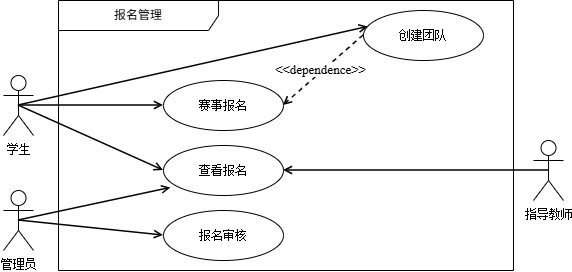 报名管理
创建团队
<<dependence>>
赛事报名
学生
查看报名
指导教师
报名审核
管理员